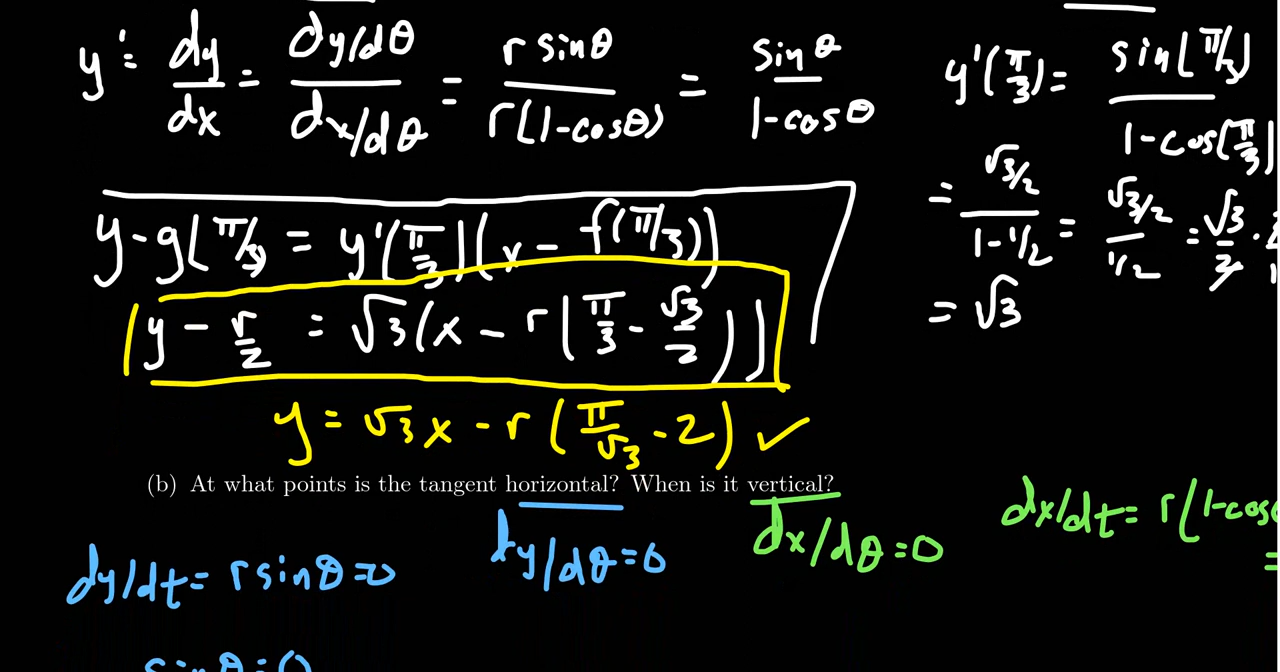 y' = dy/dx = (dy/dθ)/(dx/dθ) = r sinθ/r(1-cosθ) = sinθ/1-cosθ
y'(π/3) = sin(π/3)/1-cos(π/3)
= √3/2/1-1/2 = √3/2/1/2 = √3/2 ·
= √3
y - g(π/3 = y'(π/3)(x - f(π/3))
y - r/2 = √3(x - r(π/3 - √3/2))
y = √3x - r(π/√3 - 2) ✓
(b) At what points is the tangent horizontal? When is it vertical?
dy/dθ=0
dx/dθ=0
dx/dt= r(1-cos
=
dy/dt= r sinθ=0
sinθ=0